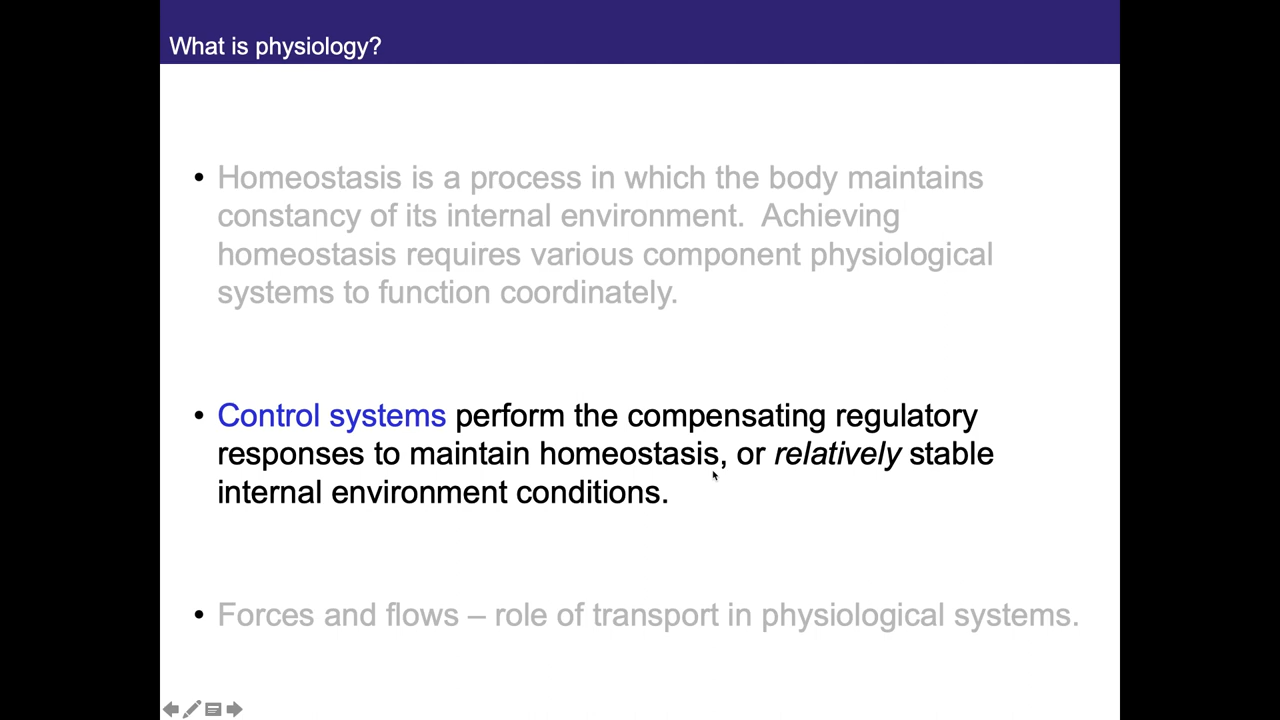 What is physiology?
• Homeostasis is a process in which the body maintains
constancy of its internal environment.  Achieving
homeostasis requires various component physiological
systems to function coordinately.
• Control systems perform the compensating regulatory
responses to maintain homeostasis, or relatively stable
internal environment conditions.
• Forces and flows – role of transport in physiological systems.